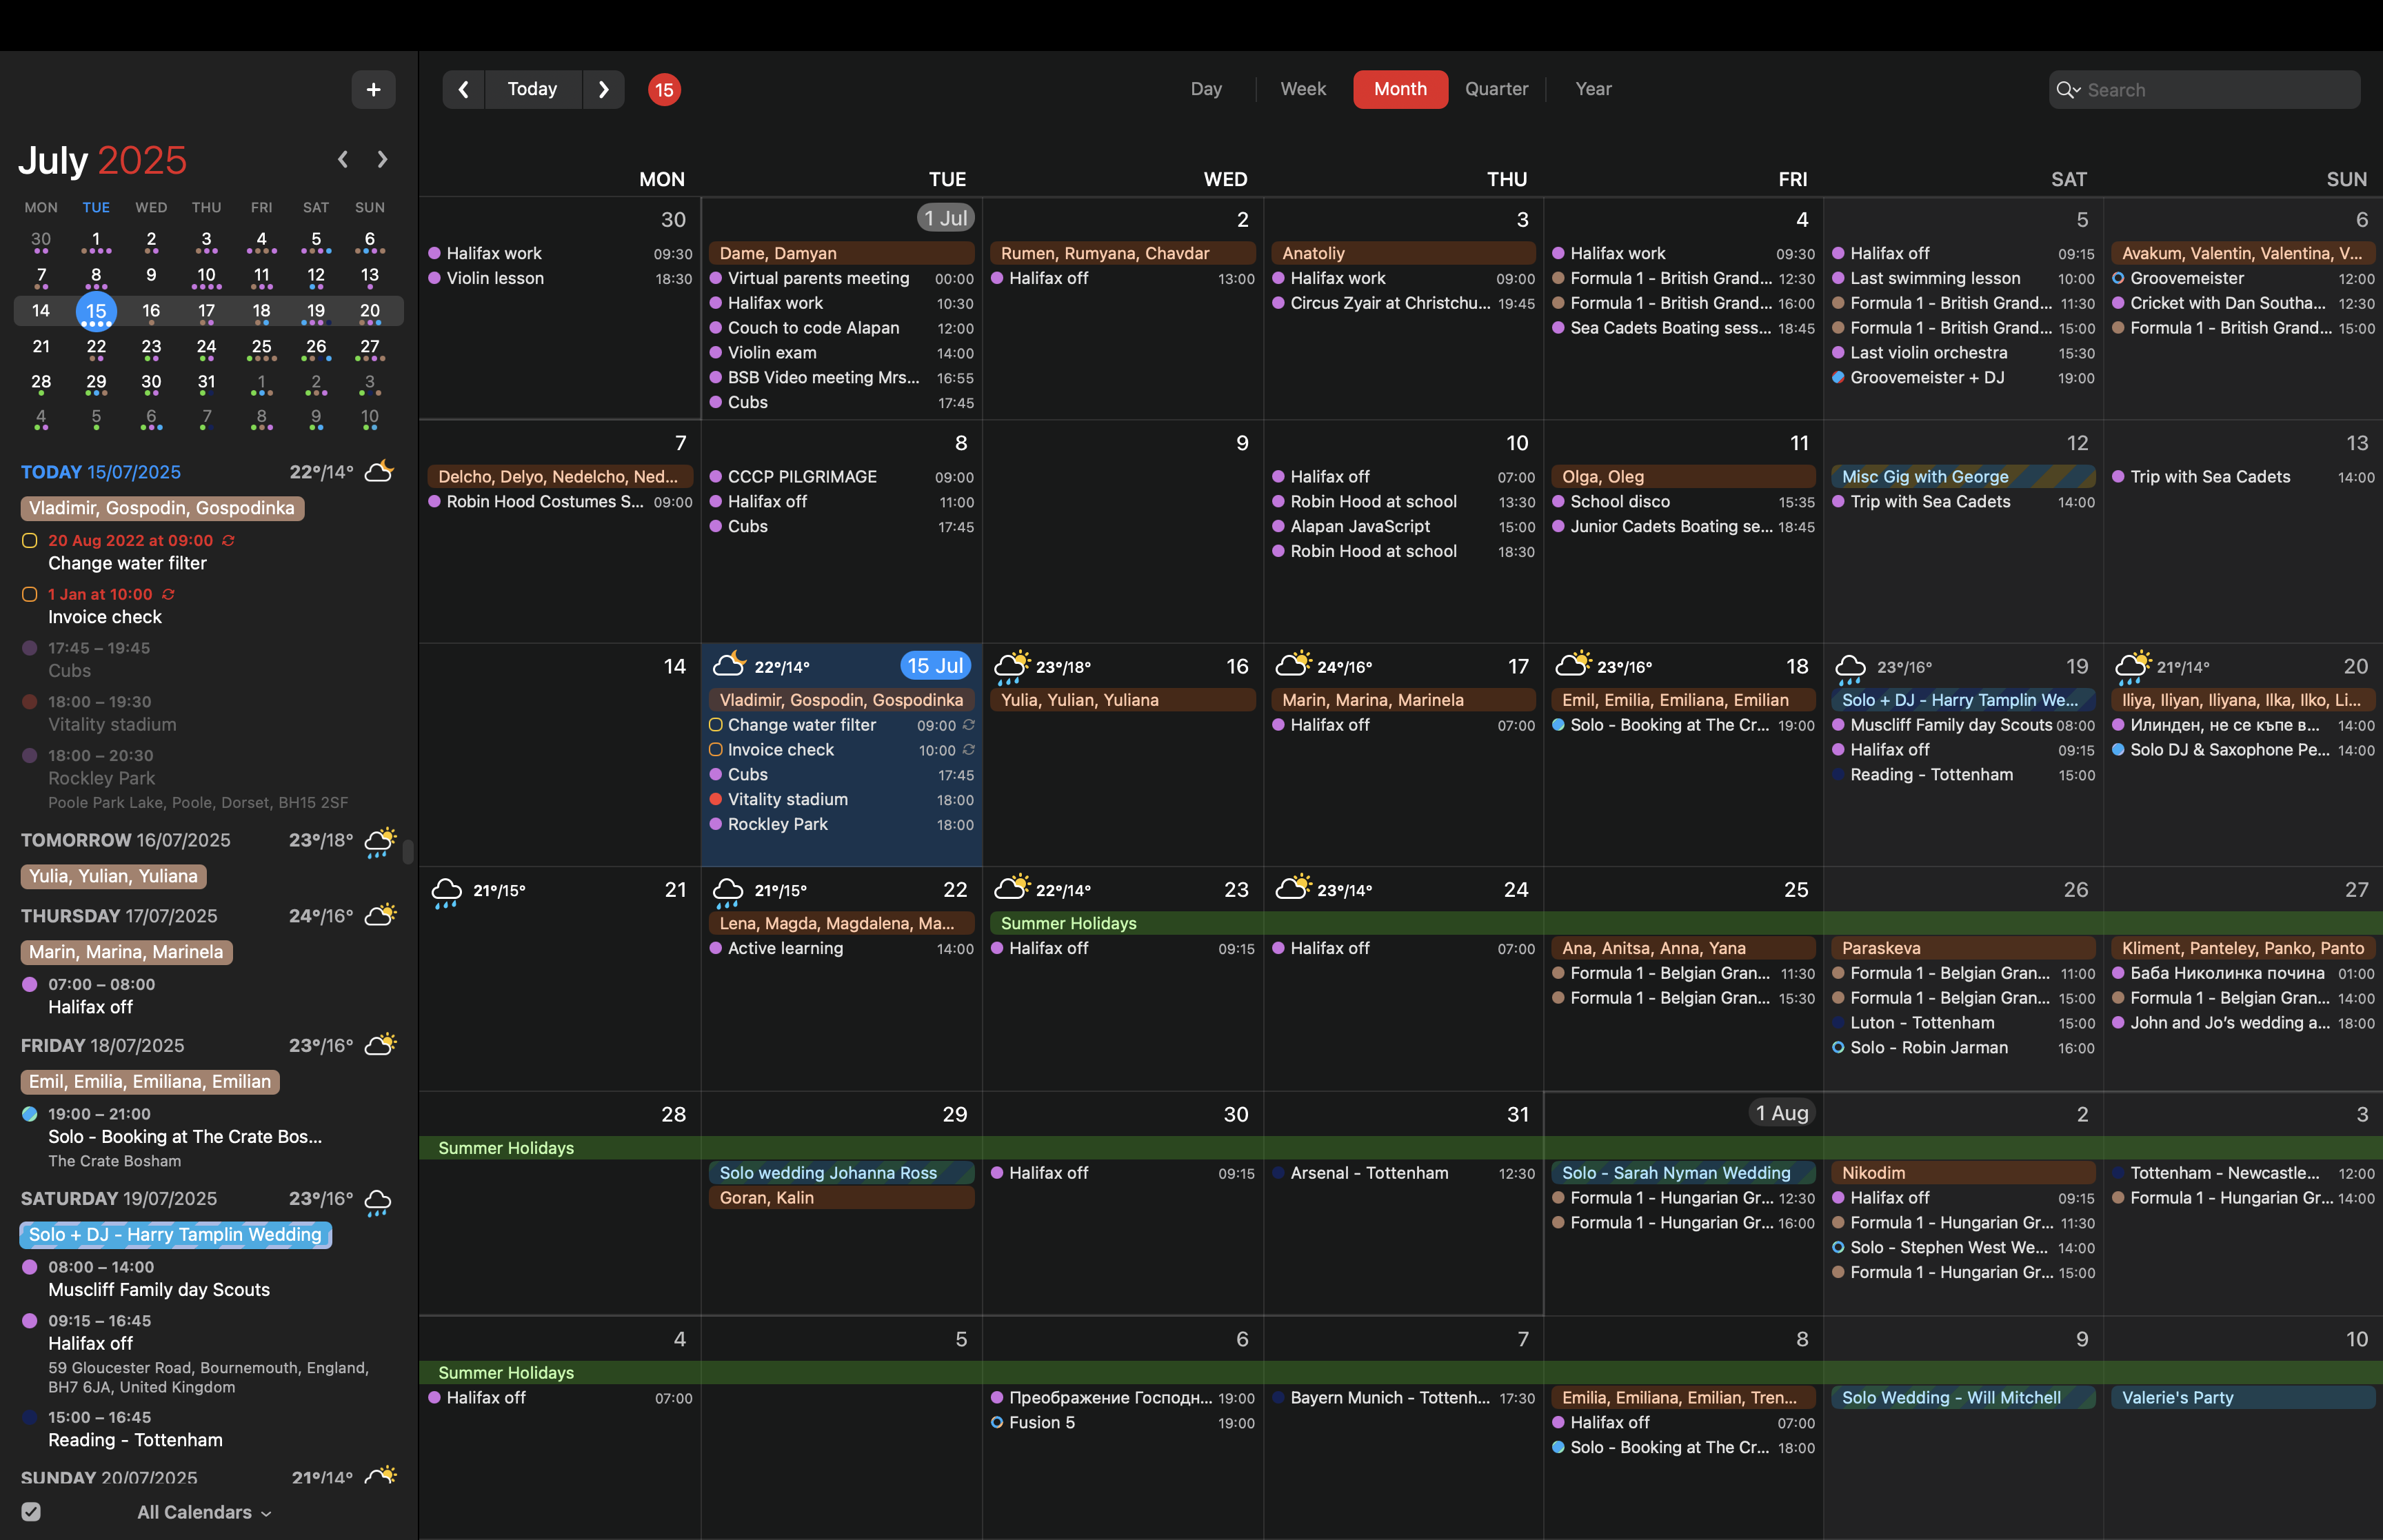 +
Today
15
Day
Week
Month
Quarter
Year
Search
July 2025
MON TUE WED THU FRI SAT SUN
30 1 2 3 4 5 6
7 8 9 10 11 12 13
14 15 16 17 18 19 20
21 22 23 24 25 26 27
28 29 30 31 1 2 3
4 5 6 7 8 9 10
TODAY 15/07/2025 22°/14°
Vladimir, Gospodin, Gospodinka
20 Aug 2022 at 09:00
Change water filter
1 Jan at 10:00
Invoice check
17:45 – 19:45
Cubs
18:00 – 19:30
Vitality stadium
18:00 – 20:30
Rockley Park
Poole Park Lake, Poole, Dorset, BH15 2SF
TOMORROW 16/07/2025 23°/18°
Yulia, Yulian, Yuliana
THURSDAY 17/07/2025 24°/16°
Marin, Marina, Marinela
07:00 – 08:00
Halifax off
FRIDAY 18/07/2025 23°/16°
Emil, Emilia, Emiliana, Emilian
19:00 – 21:00
Solo - Booking at The Crate Bos...
The Crate Bosham
SATURDAY 19/07/2025 23°/16°
Solo + DJ - Harry Tamplin Wedding
08:00 – 14:00
Muscliff Family day Scouts
09:15 – 16:45
Halifax off
59 Gloucester Road, Bournemouth, England,
BH7 6JA, United Kingdom
15:00 – 16:45
Reading - Tottenham
SUNDAY 20/07/2025 21°/14°
All Calendars
MON TUE WED THU FRI SAT SUN
30
Halifax work 09:30
Violin lesson 18:30
1 Jul
Dame, Damyan
Virtual parents meeting 00:00
Halifax work 10:30
Couch to code Alapan 12:00
Violin exam 14:00
BSB Video meeting Mrs... 16:55
Cubs 17:45
2
Rumen, Rumyana, Chavdar
Halifax off 13:00
3
Anatoliy
Halifax work 09:00
Circus Zyair at Christchu... 19:45
4
Halifax work 09:30
Formula 1 - British Grand... 12:30
Formula 1 - British Grand... 16:00
Sea Cadets Boating sess... 18:45
5
Halifax off 09:15
Last swimming lesson 10:00
Formula 1 - British Grand... 11:30
Formula 1 - British Grand... 15:00
Last violin orchestra 15:30
Groovemeister + DJ 19:00
6
Avakum, Valentin, Valentina, V...
Groovemeister 12:00
Cricket with Dan Southa... 12:30
Formula 1 - British Grand... 15:00
7
Delcho, Delyo, Nedelcho, Ned...
Robin Hood Costumes S... 09:00
8
CCCP PILGRIMAGE 09:00
Halifax off 11:00
Cubs 17:45
9
10
Halifax off 07:00
Robin Hood at school 13:30
Alapan JavaScript 15:00
Robin Hood at school 18:30
11
Olga, Oleg
School disco 15:35
Junior Cadets Boating se... 18:45
12
Misc Gig with George
Trip with Sea Cadets 14:00
13
Trip with Sea Cadets 14:00
14
22°/14° 15 Jul
Vladimir, Gospodin, Gospodinka
Change water filter 09:00
Invoice check 10:00
Cubs 17:45
Vitality stadium 18:00
Rockley Park 18:00
23°/18° 16
Yulia, Yulian, Yuliana
24°/16° 17
Marin, Marina, Marinela
Halifax off 07:00
23°/16° 18
Emil, Emilia, Emiliana, Emilian
Solo - Booking at The Cr... 19:00
23°/16° 19
Solo + DJ - Harry Tamplin We...
Muscliff Family day Scouts 08:00
Halifax off 09:15
Reading - Tottenham 15:00
21°/14° 20
Iliya, Iliyan, Iliyana, Ilka, Ilko, Li...
Илинден, не се къпе в... 14:00
Solo DJ & Saxophone Pe... 14:00
21°/15° 21
21°/15° 22
Lena, Magda, Magdalena, Ma...
Active learning 14:00
22°/14° 23
Summer Holidays
Halifax off 09:15
23°/14° 24
Halifax off 07:00
25
Ana, Anitsa, Anna, Yana
Formula 1 - Belgian Gran... 11:30
Formula 1 - Belgian Gran... 15:30
26
Paraskeva
Formula 1 - Belgian Gran... 11:00
Formula 1 - Belgian Gran... 15:00
Luton - Tottenham 15:00
Solo - Robin Jarman 16:00
27
Kliment, Panteley, Panko, Panto
Баба Николинка почина 01:00
Formula 1 - Belgian Gran... 14:00
John and Jo’s wedding a... 18:00
28
Summer Holidays
29
Solo wedding Johanna Ross
Goran, Kalin
30
Halifax off 09:15
31
Arsenal - Tottenham 12:30
1 Aug
Solo - Sarah Nyman Wedding
Formula 1 - Hungarian Gr... 12:30
Formula 1 - Hungarian Gr... 16:00
2
Nikodim
Halifax off 09:15
Formula 1 - Hungarian Gr... 11:30
Solo - Stephen West We... 14:00
Formula 1 - Hungarian Gr... 15:00
3
Tottenham - Newcastle... 12:00
Formula 1 - Hungarian Gr... 14:00
4
Summer Holidays
Halifax off 07:00
5
6
Преображение Господн... 19:00
Fusion 5 19:00
7
Bayern Munich - Tottenh... 17:30
8
Emilia, Emiliana, Emilian, Tren...
Halifax off 07:00
Solo - Booking at The Cr... 18:00
9
Solo Wedding - Will Mitchell
10
Valerie's Party